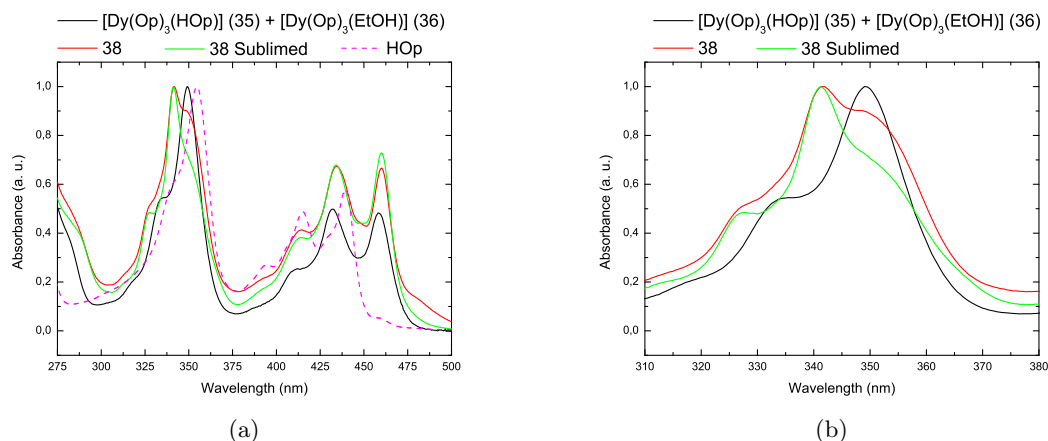 [Dy(Op)₃(HOp)] (35) + [Dy(Op)₃(EtOH)] (36)
38 38 Sublimed HOp
1,0
0,8
0,6
0,4
0,2
0,0
Absorbance (a. u.)
275 300 325 350 375 400 425 450 475 500
Wavelength (nm)
(a)
[Dy(Op)₃(HOp)] (35) + [Dy(Op)₃(EtOH)] (36)
38 38 Sublimed
1,0
0,8
0,6
0,4
0,2
0,0
Absorbance (a. u.)
310 320 330 340 350 360 370 380
Wavelength (nm)
(b)